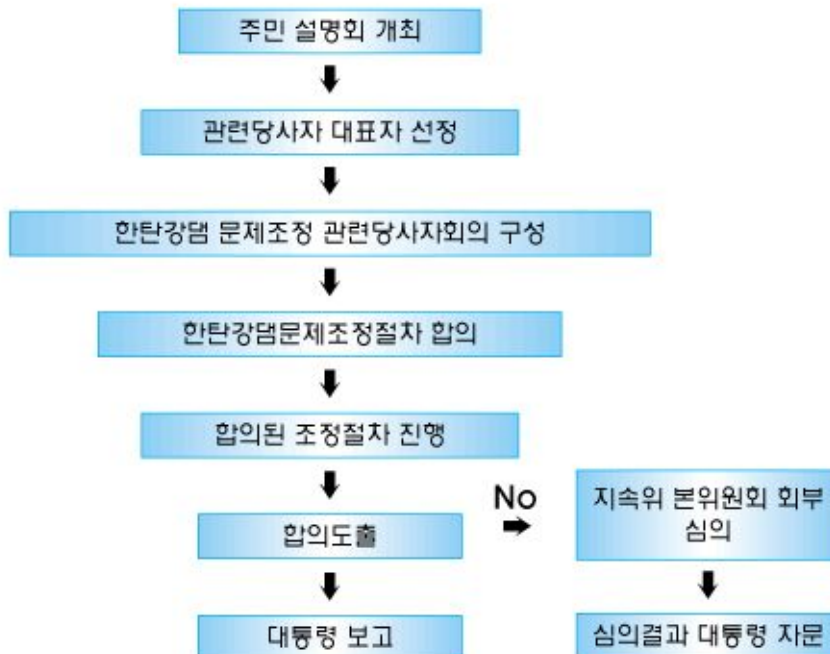 주민 설명회 개최
관련당사자 대표자 선정
한탄강댐 문제조정 관련당사자회의 구성
한탄강댐문제조정절차 합의
합의된 조정절차 진행
합의도출
No
지속위 본위원회 회부
심의
대통령 보고
심의결과 대통령 자문